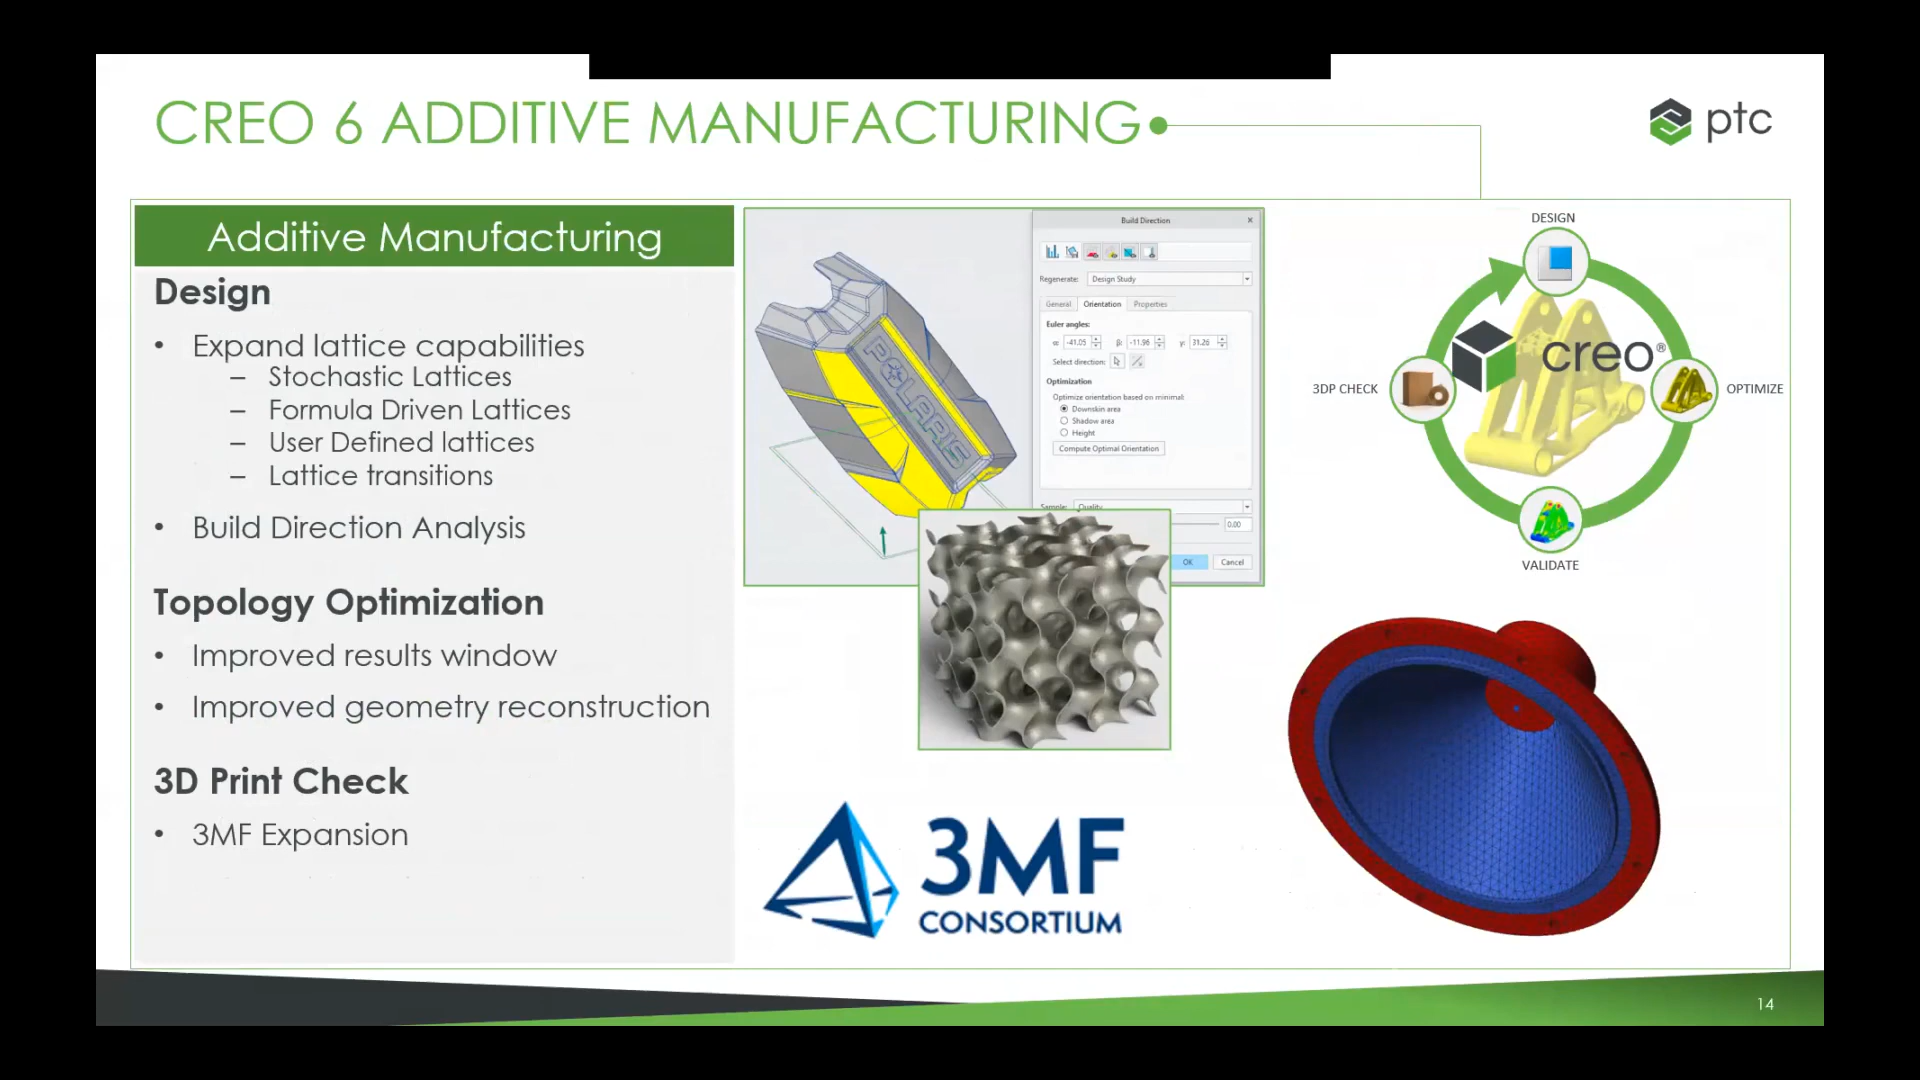 CREO 6 ADDITIVE MANUFACTURING
ptc
Additive Manufacturing
Design
• Expand lattice capabilities
– Stochastic Lattices
– Formula Driven Lattices
– User Defined lattices
– Lattice transitions
• Build Direction Analysis
Topology Optimization
• Improved results window
• Improved geometry reconstruction
3D Print Check
• 3MF Expansion
POLARIS
Build Direction
Regenerate: Design Study
General Orientation Properties
Euler angles:
α: -41.05 β: -11.96 γ: 31.26
Select direction:
Optimization
Optimize orientation based on minimal:
Downskin area
Shadow area
Height
Compute Optimal Orientation
Sample: Quality
0.00
OK Cancel
3MF
CONSORTIUM
DESIGN
creo®
3DP CHECK
OPTIMIZE
VALIDATE
14